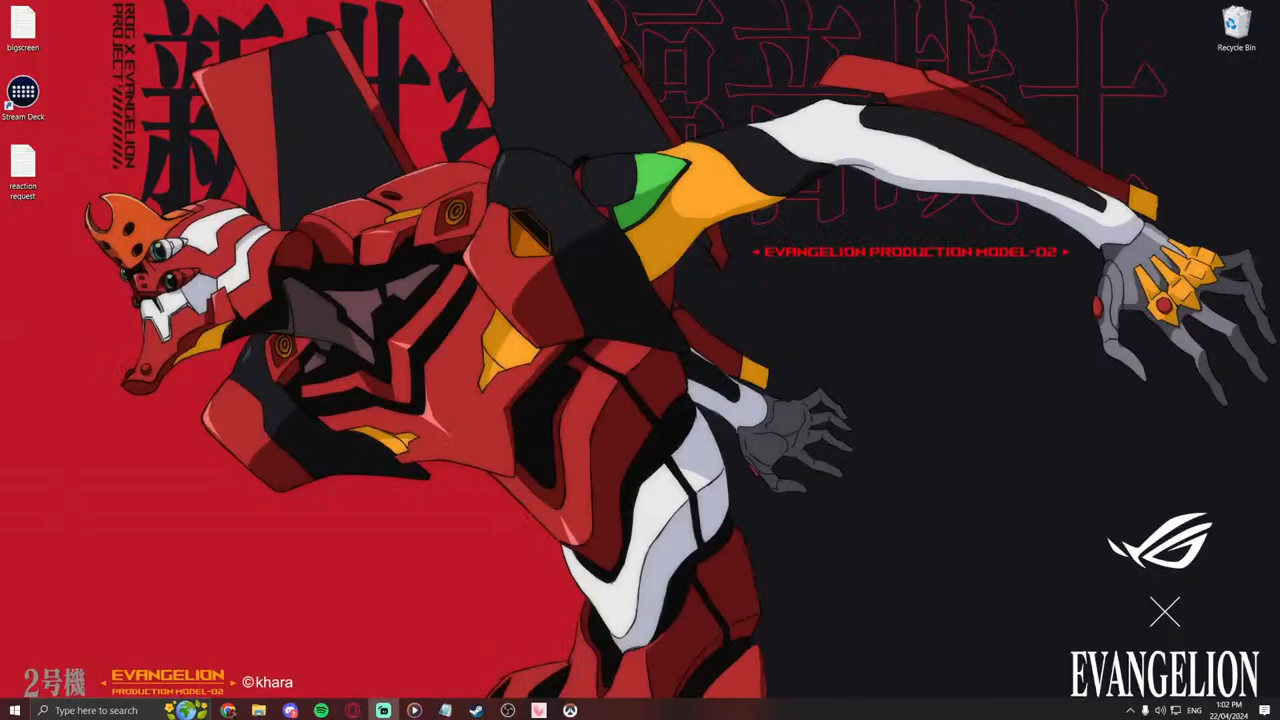 bigscreen
Stream Deck
reaction
request
Recycle Bin
ROG X EVANGELION
PROJECT
新世
EVANGELION PRODUCTION MODEL-02
2号機
EVANGELION
PRODUCTION MODEL-02
©khara
EVANGELION
Type here to search
ENG
1:02 PM
22/04/2024